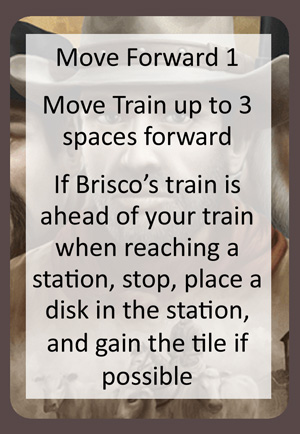 Move Forward 1
Move Train up to 3
spaces forward
If Brisco’s train is
ahead of your train
when reaching a
station, stop, place a
disk in the station,
and gain the tile if
possible